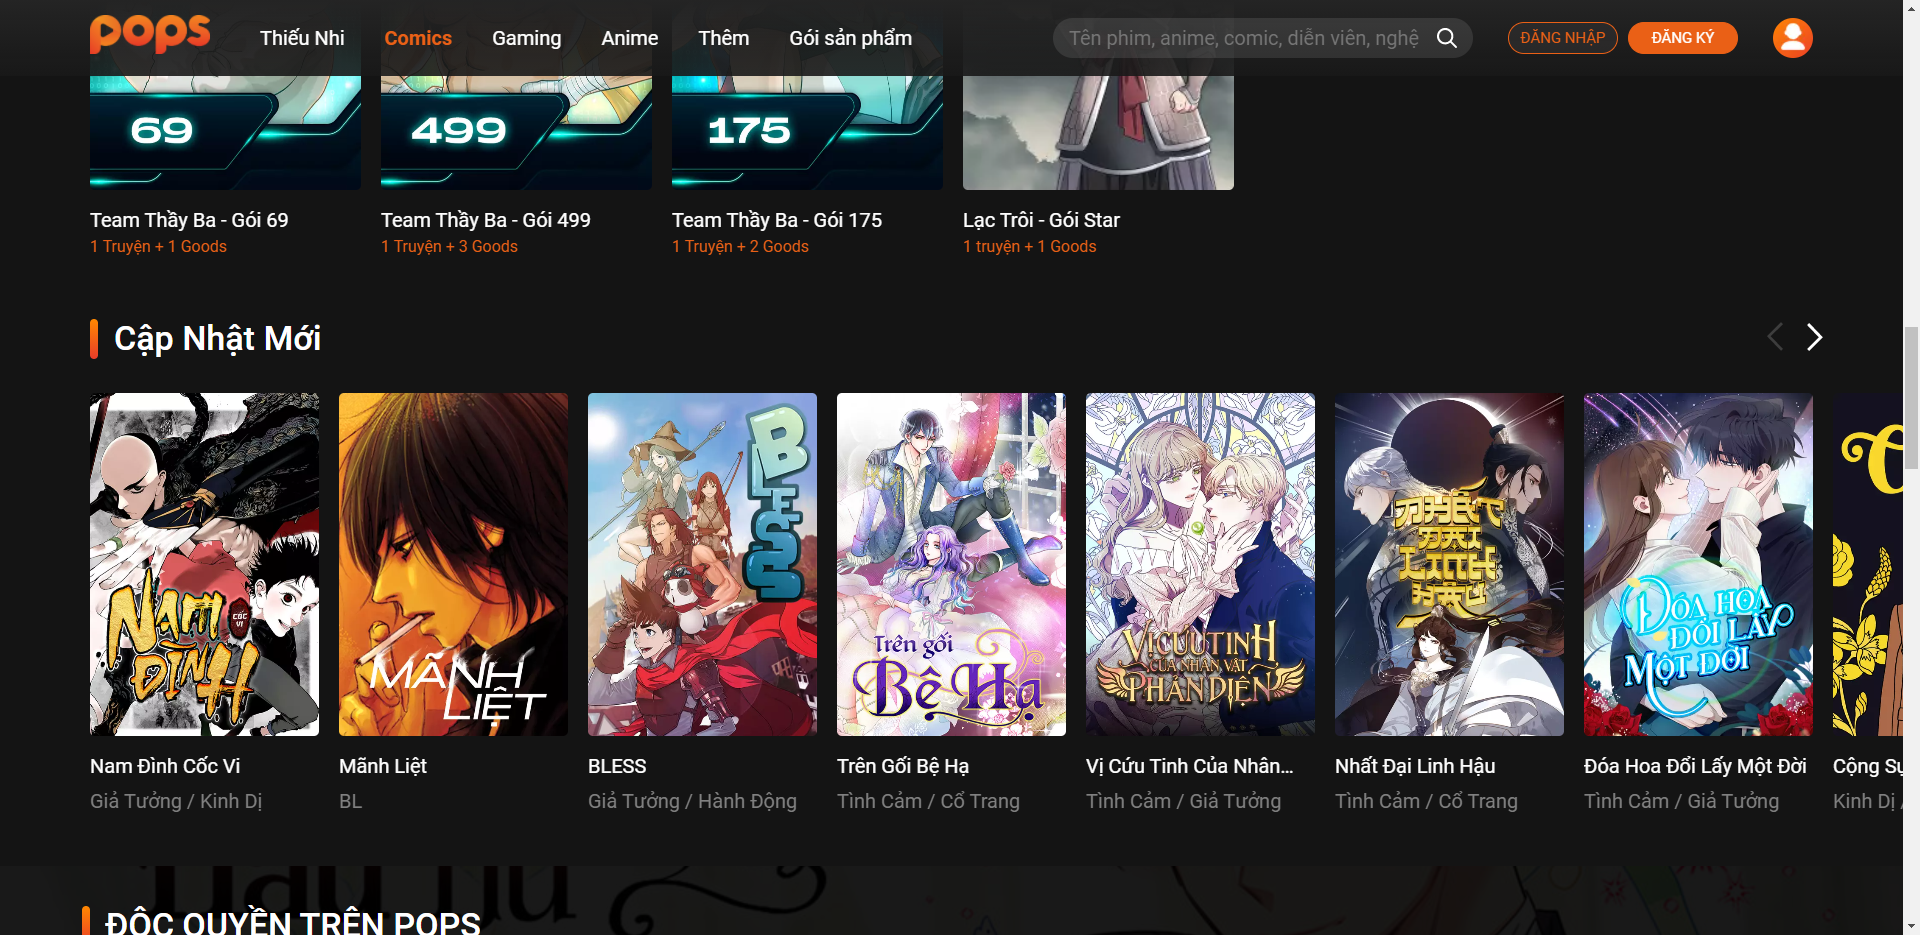 pops
Thiếu Nhi
Comics
Gaming
Anime
Thêm
Gói sản phẩm
Tên phim, anime, comic, diễn viên, nghệ
ĐĂNG NHẬP
ĐĂNG KÝ
69
499
175
Team Thầy Ba - Gói 69
1 Truyện + 1 Goods
Team Thầy Ba - Gói 499
1 Truyện + 3 Goods
Team Thầy Ba - Gói 175
1 Truyện + 2 Goods
Lạc Trôi - Gói Star
1 truyện + 1 Goods
Cập Nhật Mới
NAM ĐÌNH
CỐC VI
MÃNH
LIỆT
BLESS
Trên gối
Bệ Hạ
VỊ CỨU TINH
CỦA NHÂN VẬT
PHẢN DIỆN
NHẤT
ĐẠI
LINH
HẬU
ĐÓA HOA
ĐỔI LẤY
MỘT ĐỜI
Nam Đình Cốc Vi
Giả Tưởng / Kinh Dị
Mãnh Liệt
BL
BLESS
Giả Tưởng / Hành Động
Trên Gối Bệ Hạ
Tình Cảm / Cổ Trang
Vị Cứu Tinh Của Nhân...
Tình Cảm / Giả Tưởng
Nhất Đại Linh Hậu
Tình Cảm / Cổ Trang
Đóa Hoa Đổi Lấy Một Đời
Tình Cảm / Giả Tưởng
Cộng Sự
Kinh Dị /
ĐỘC QUYỀN TRÊN POPS